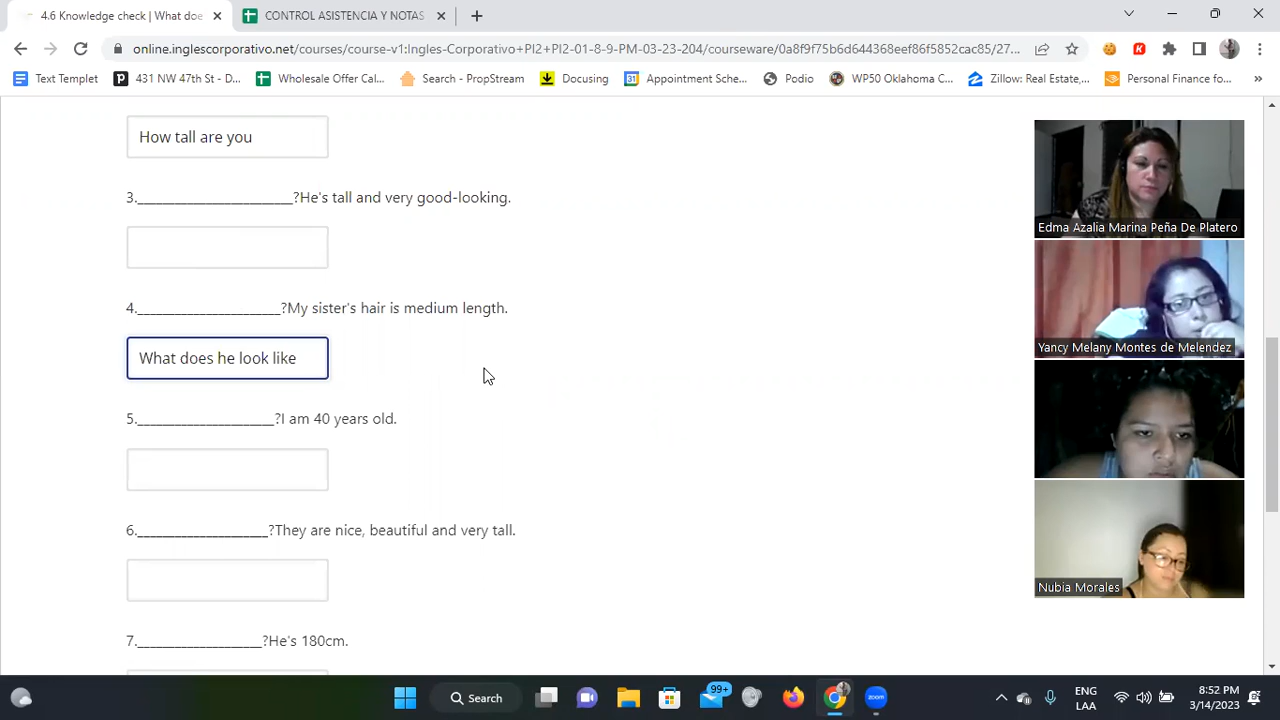 4.6 Knowledge check | What doe
CONTROL ASISTENCIA Y NOTAS
online.inglescorporativo.net/courses/course-v1:Ingles-Corporativo+PI2+PI2-01-8-9-PM-03-23-204/courseware/0a8f9f75b6d644368eef86f5852cac85/27...
Text Templet
431 NW 47th St - D...
Wholesale Offer Cal...
Search - PropStream
Docusing
Appointment Sche...
Podio
WP50 Oklahoma C...
Zillow: Real Estate,...
Personal Finance fo...
»
How tall are you
3.______________________?He's tall and very good-looking.
4.____________________?My sister's hair is medium length.
What does he look like
5.___________________?I am 40 years old.
6.__________________?They are nice, beautiful and very tall.
7._________________?He's 180cm.
Edma Azalia Marina Peña De Platero
Yancy Melany Montes de Melendez
Nubia Morales
Search
99+
zoom
ENG
LAA
8:52 PM
3/14/2023